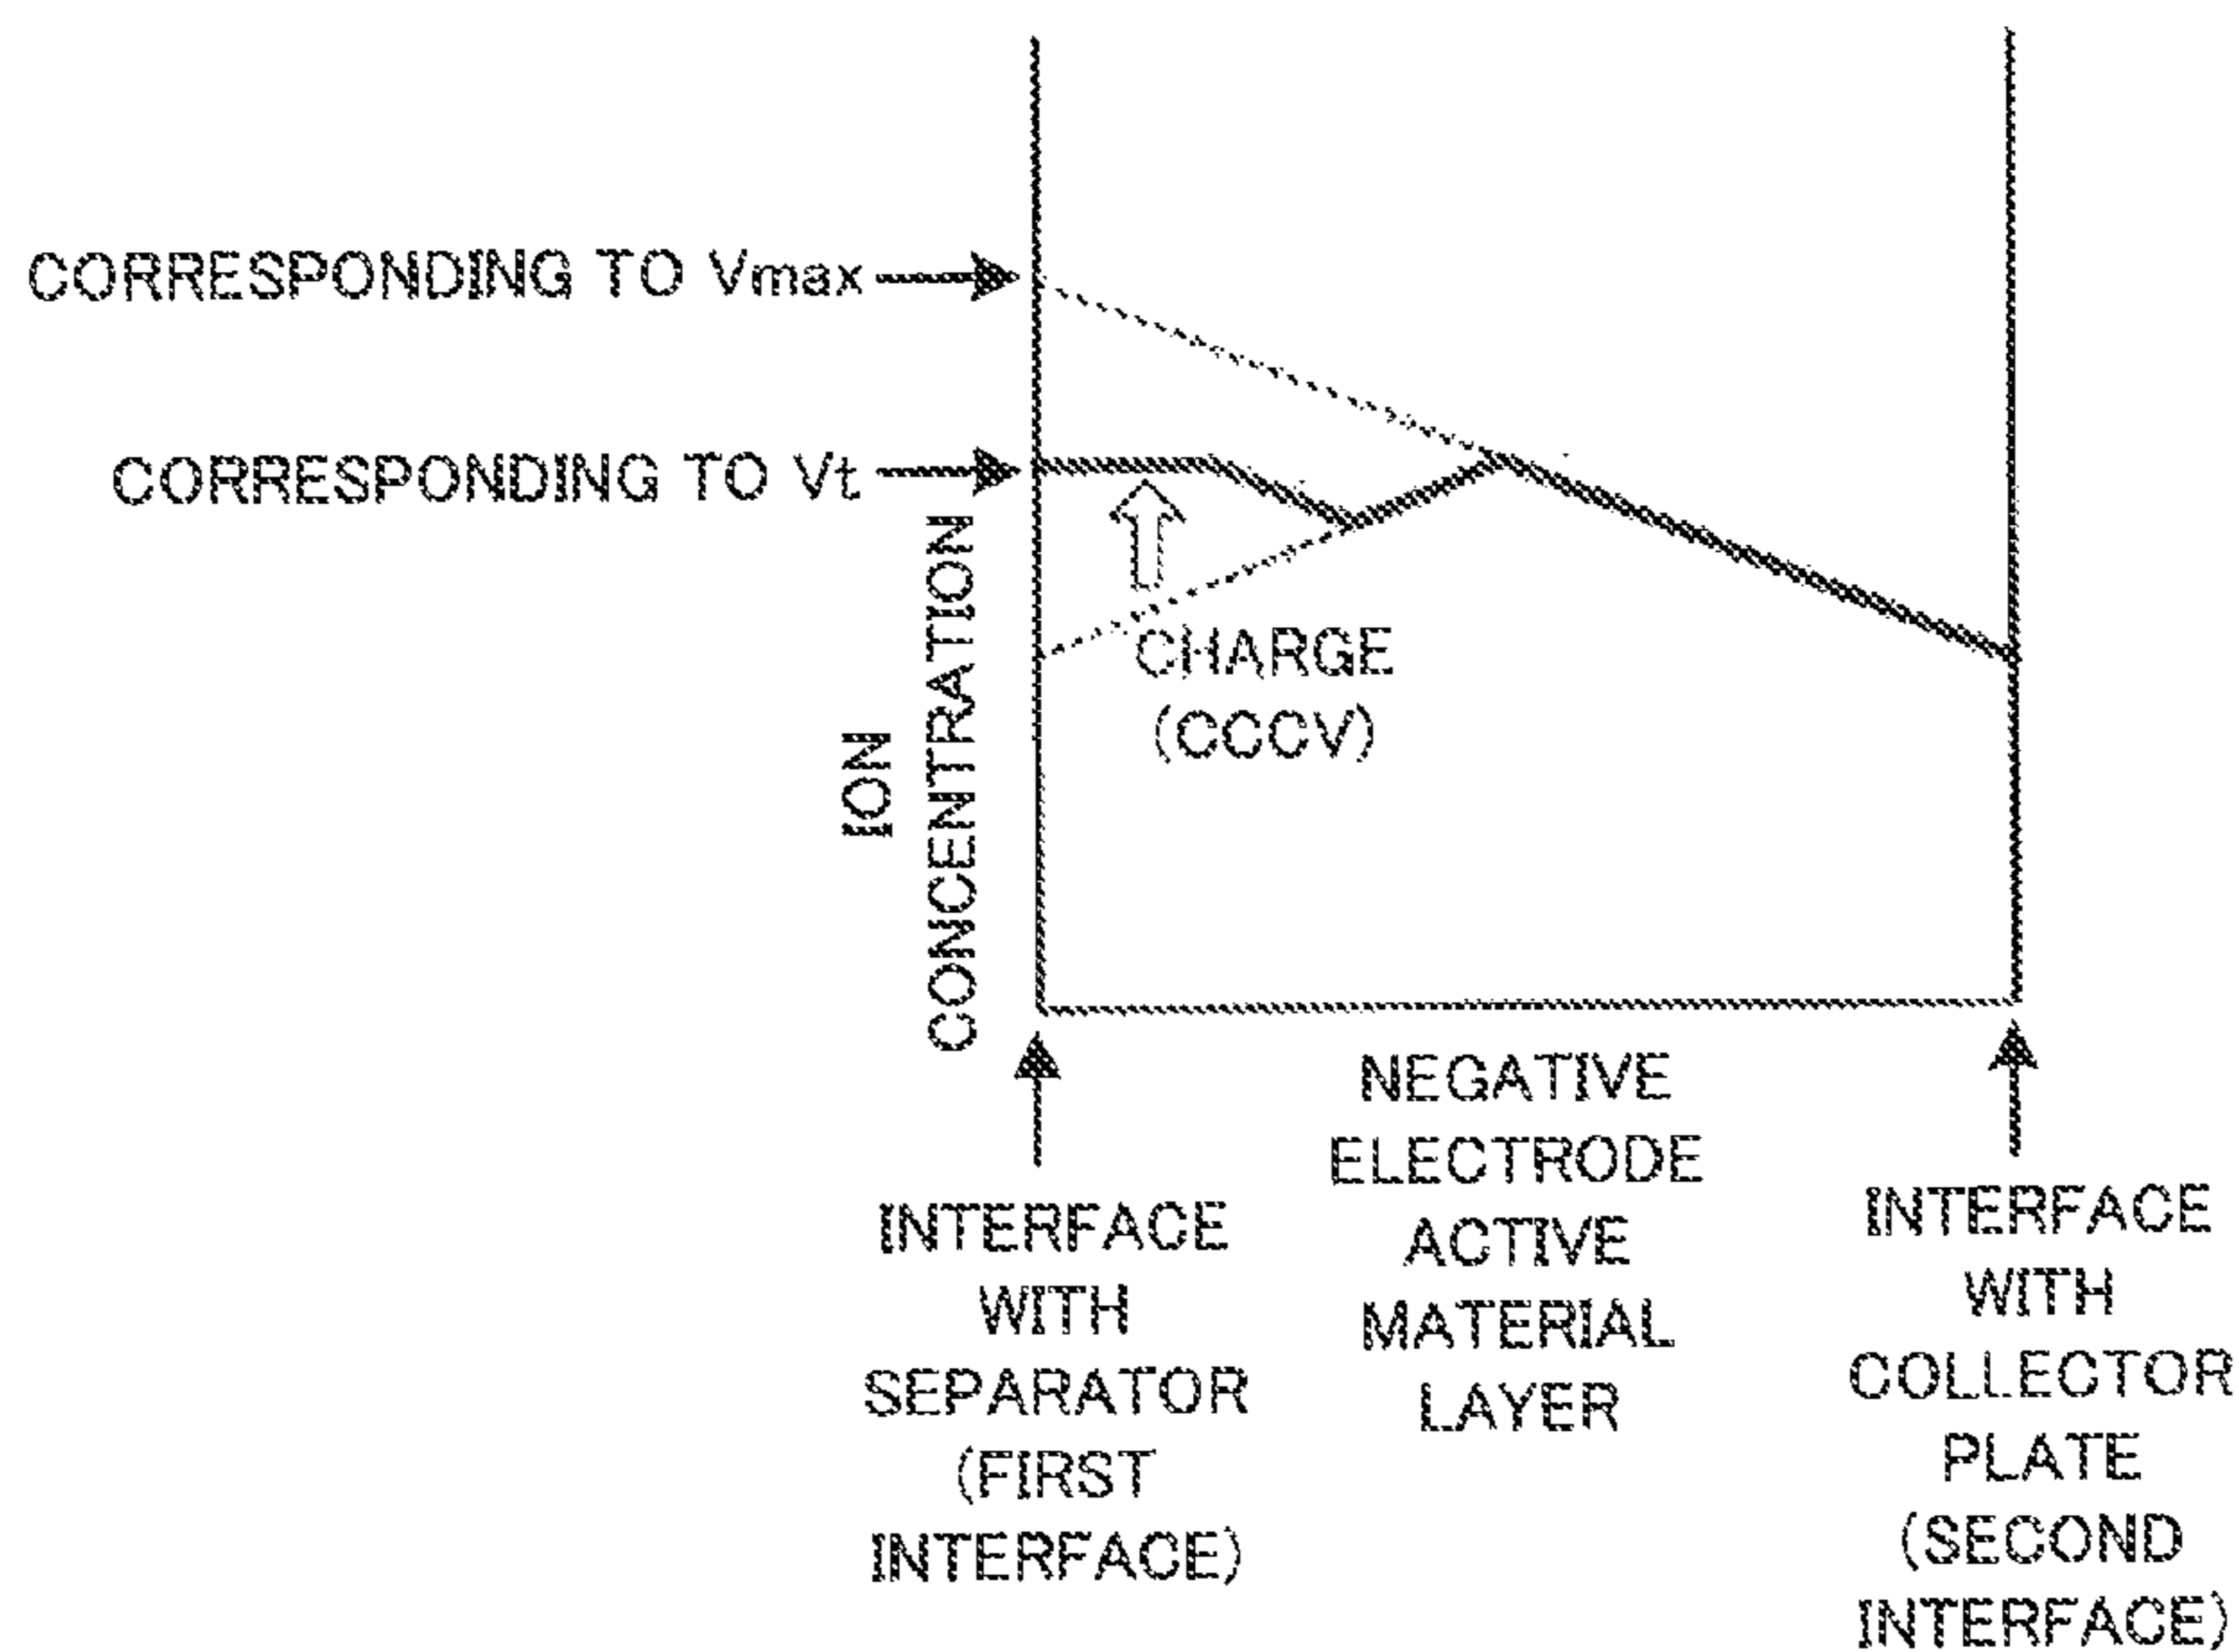 CORRESPONDING TO Vmax
CORRESPONDING TO Vt
ION
CONCENTRATION
CHARGE
(CCCV)
INTERFACE
WITH
SEPARATOR
(FIRST
INTERFACE)
NEGATIVE
ELECTRODE
ACTIVE
MATERIAL
LAYER
INTERFACE
WITH
COLLECTOR
PLATE
(SECOND
INTERFACE)